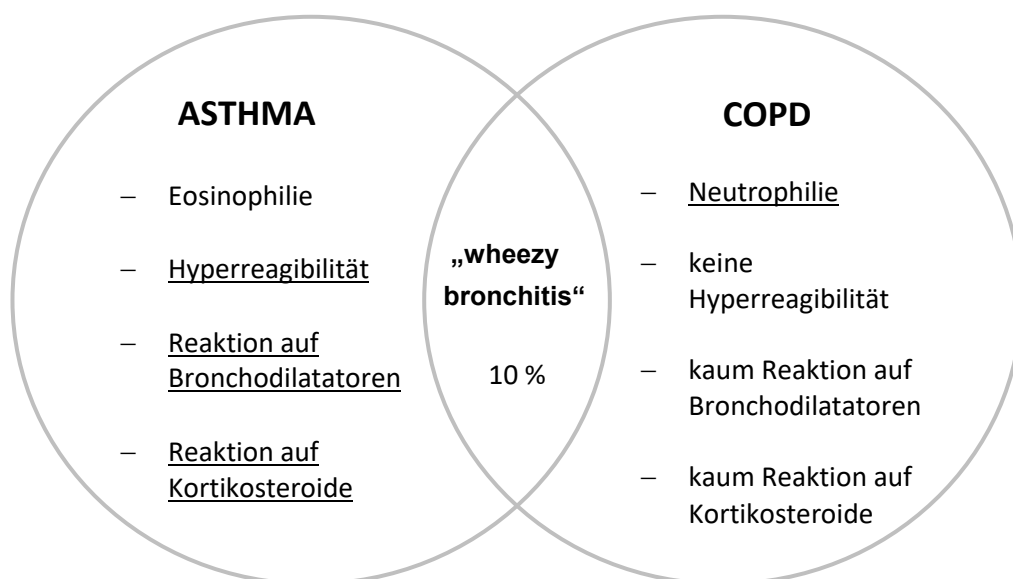 ASTHMA
– Eosinophilie
– Hyperreagibilität
– Reaktion auf
Bronchodilatatoren
– Reaktion auf
Kortikosteroide
„wheezy
bronchitis“
10 %
COPD
– Neutrophilie
– keine
Hyperreagibilität
– kaum Reaktion auf
Bronchodilatatoren
– kaum Reaktion auf
Kortikosteroide